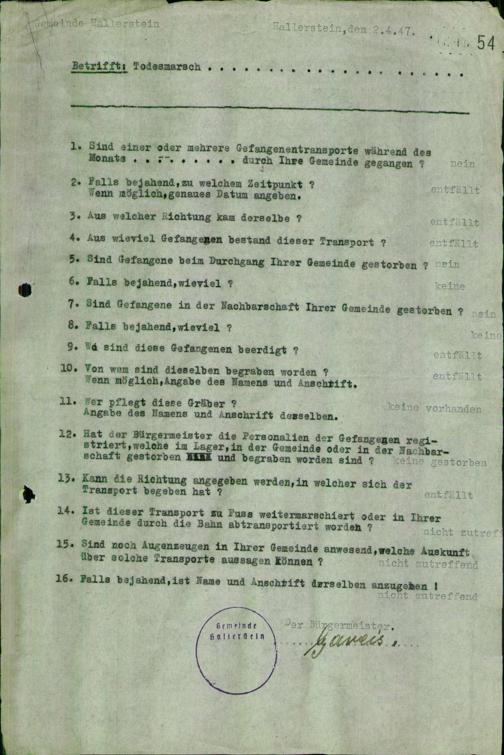 Gemeinde Hallerstein
Hallerstein,den 2.4.47.
54
Betrifft: Todesmarsch . . . . . . . . . . . . . . . . . . . . . .
1. Sind einer oder mehrere Gefangenentransporte während des
Monats . . .-. . . . . . . . durch Ihre Gemeinde gegangen ? nein
2. Falls bejahend,zu welchem Zeitpunkt ?
Wenn möglich,genaues Datum angeben. entfällt
3. Aus welcher Richtung kam derselbe ? entfällt
4. Aus wieviel Gefangenen bestand dieser Transport ? entfällt
5. Sind Gefangene beim Durchgang Ihrer Gemeinde gestorben ? nein
6. Falls bejahend,wieviel ? keine
7. Sind Gefangene in der Nachbarschaft Ihrer Gemeinde gestorben ? nein
8. Falls bejahend,wieviel ? keine
9. Wo sind diese Gefangenen beerdigt ? entfällt
10. Von wem sind dieselben begraben worden ?
Wenn möglich,Angabe des Namens und Anschrift. entfällt
11. Wer pflegt diese Gräber ?
Angabe des Namens und Anschrift desselben. keine vorhanden
12. Hat der Bürgermeister die Personalien der Gefangenen regi-
striert,welche im Lager,in der Gemeinde oder in der Nachbar-
schaft gestorben und begraben worden sind ? keine gestorben
13. Kann die Richtung angegeben werden,in welcher sich der
Transport begeben hat ? entfällt
14. Ist dieser Transport zu Fuss weitermarschiert oder in Ihrer
Gemeinde durch die Bahn abtransportiert worden ? nicht zutreff
15. Sind noch Augenzeugen in Ihrer Gemeinde anwesend,welche Auskunft
über solche Transporte aussagen können ? nicht zutreffend
16. Falls bejahend,ist Name und Anschrift derselben anzugehen !
nicht zutreffend
Gemeinde
Hallerstein
Der Bürgermeister.
Gareis.